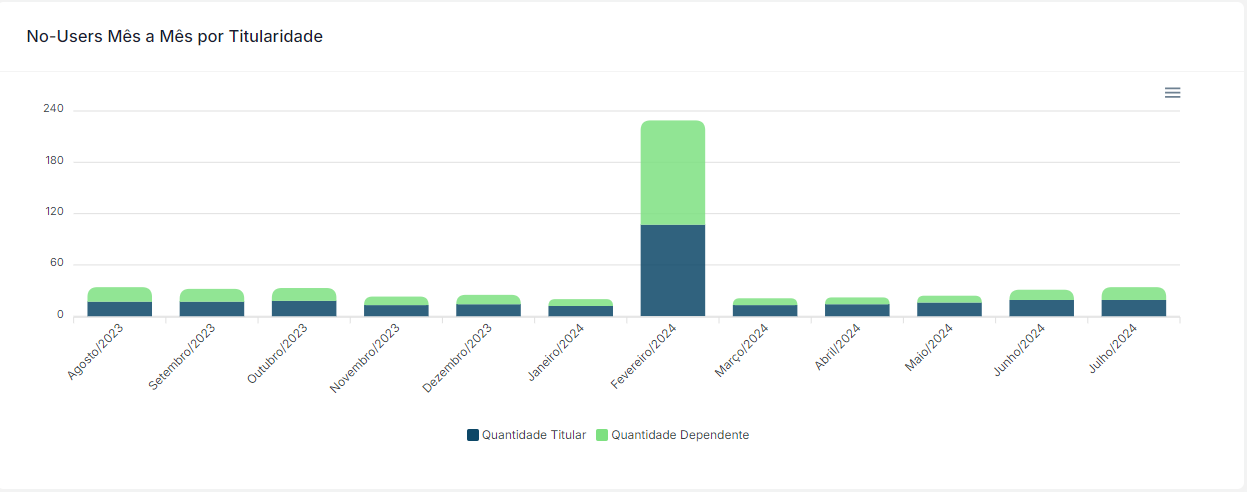 No-Users Mês a Mês por Titularidade
240
180
120
60
0
Agosto/2023
Setembro/2023
Outubro/2023
Novembro/2023
Dezembro/2023
Janeiro/2024
Fevereiro/2024
Março/2024
Abril/2024
Maio/2024
Junho/2024
Julho/2024
Quantidade Titular Quantidade Dependente